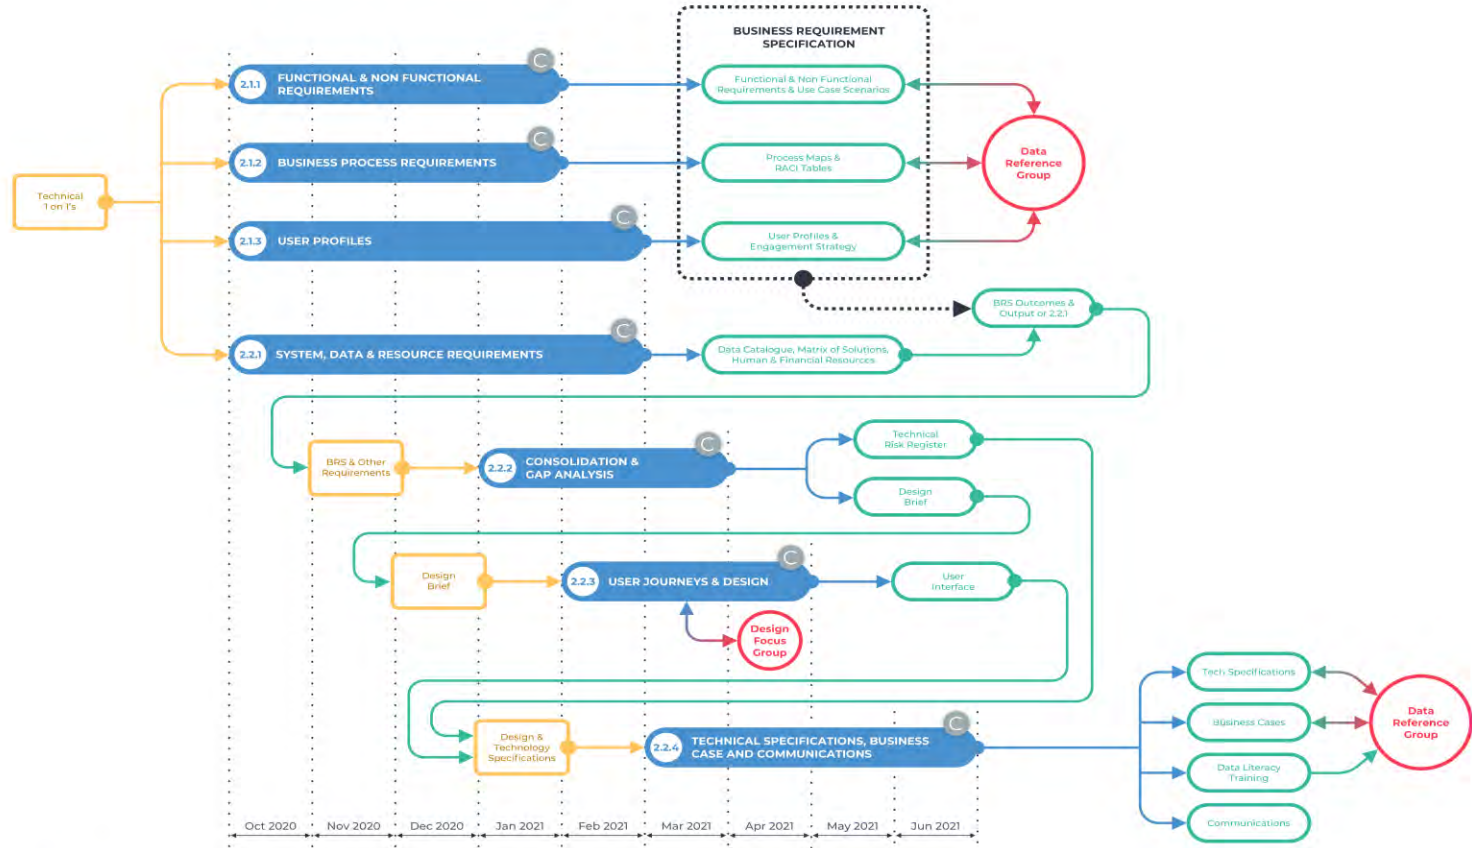 BUSINESS REQUIREMENT
SPECIFICATION
C
2.1.1
FUNCTIONAL & NON FUNCTIONAL
REQUIREMENTS
Functional & Non Functional
Requirements & Use Case Scenarios
C
2.1.2
BUSINESS PROCESS REQUIREMENTS
Process Maps &
RACI Tables
Data
Reference
Group
Technical
1 on 1's
C
2.1.3
USER PROFILES
User Profiles &
Engagement Strategy
BRS Outcomes &
Output or 2.2.1
C
2.2.1
SYSTEM, DATA & RESOURCE REQUIREMENTS
Data Catalogue, Matrix of Solutions,
Human & Financial Resources
Technical
Risk Register
C
BRS & Other
Requirements
2.2.2
CONSOLIDATION &
GAP ANALYSIS
Design
Brief
C
Design
Brief
2.2.3
USER JOURNEYS & DESIGN
User
Interface
Design
Focus
Group
Tech Specifications
C
Design &
Technology
Specifications
2.2.4
TECHNICAL SPECIFICATIONS, BUSINESS
CASE AND COMMUNICATIONS
Business Cases
Data
Reference
Group
Data Literacy
Training
Communications
Oct 2020
Nov 2020
Dec 2020
Jan 2021
Feb 2021
Mar 2021
Apr 2021
May 2021
Jun 2021